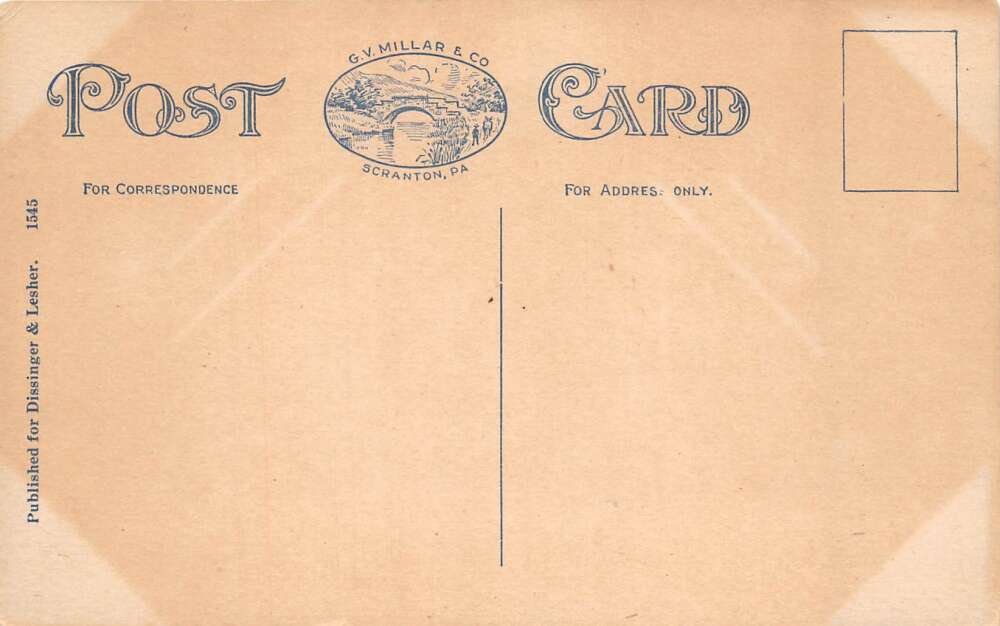 POST CARD
G.V. MILLAR & CO
SCRANTON, PA
FOR CORRESPONDENCE
FOR ADDRES: ONLY.
Published for Dissinger & Lesher. 1545